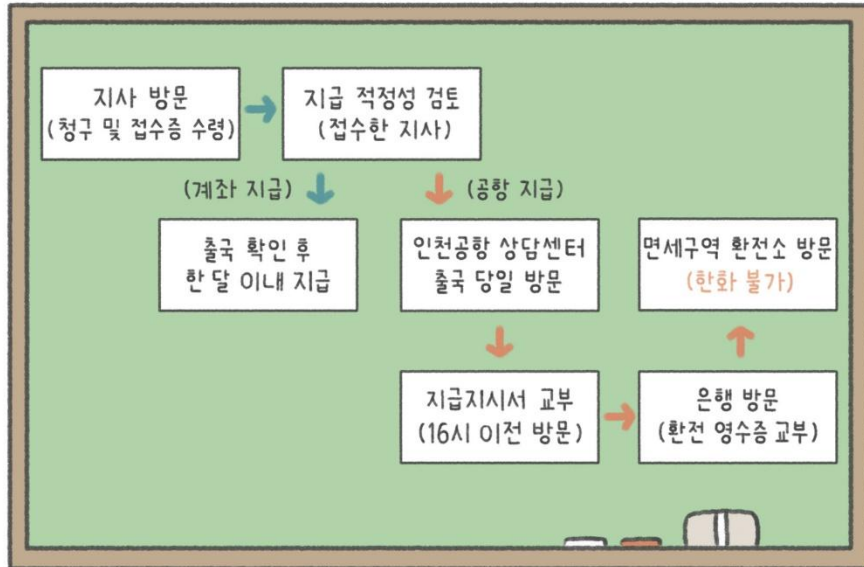 지사 방문
(청구 및 접수증 수령)
지급 적정성 검토
(접수한 지사)
(계좌 지급)
(공항 지급)
출국 확인 후
한 달 이내 지급
인천공항 상담센터
출국 당일 방문
면세구역 환전소 방문
(한화 불가)
지급지시서 교부
(16시 이전 방문)
은행 방문
(환전 영수증 교부)